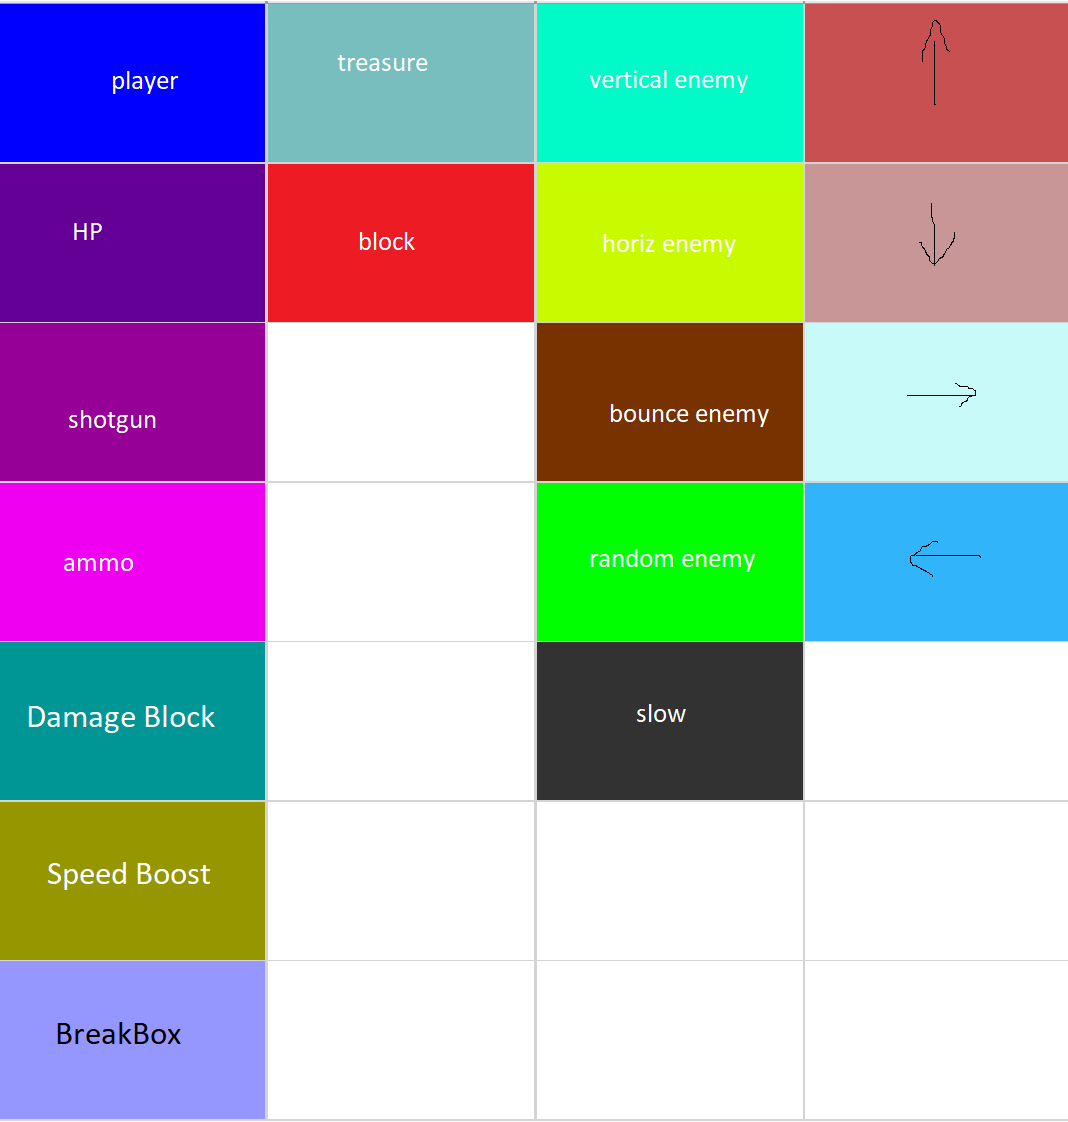 player
treasure
vertical enemy
HP
block
horiz enemy
shotgun
bounce enemy
ammo
random enemy
Damage Block
slow
Speed Boost
BreakBox